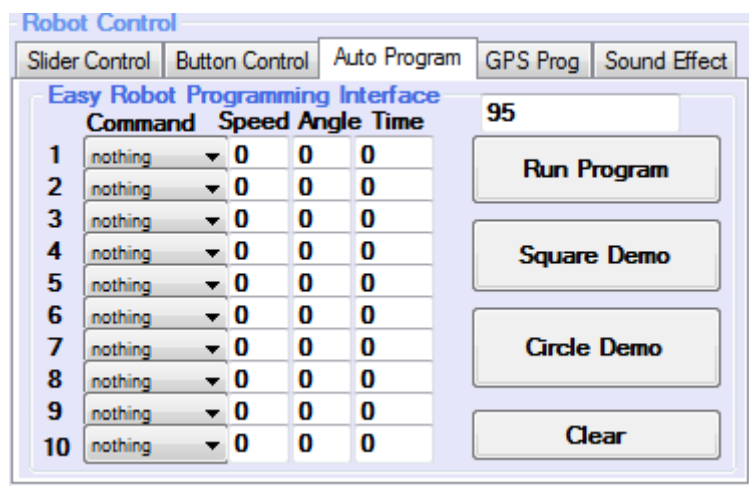 Robot Control
Slider Control Button Control Auto Program GPS Prog Sound Effect
Easy Robot Programming Interface
95
Command Speed Angle Time
1 nothing 0 0 0
2 nothing 0 0 0
3 nothing 0 0 0
4 nothing 0 0 0
5 nothing 0 0 0
6 nothing 0 0 0
7 nothing 0 0 0
8 nothing 0 0 0
9 nothing 0 0 0
10 nothing 0 0 0
Run Program
Square Demo
Circle Demo
Clear